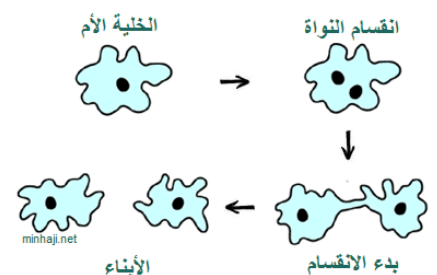 الخلية الأم
انقسام النواة
بدء الانقسام
الأبناء
minhaji.net